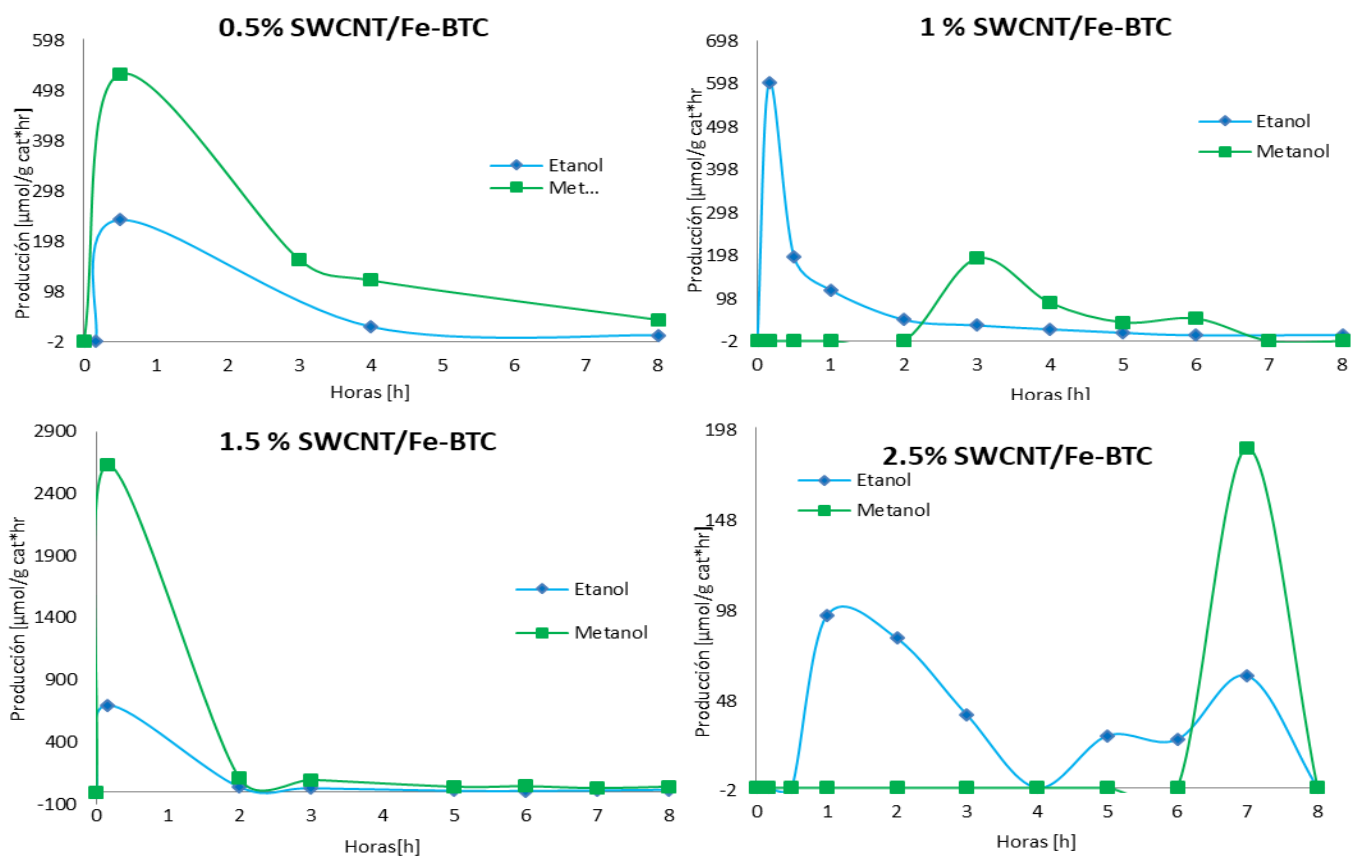 0.5% SWCNT/Fe-BTC
Producción [µmol/g cat*hr]
598
498
398
298
198
98
-2
0 1 2 3 4 5 6 7 8
Horas [h]
Etanol
Met...
1 % SWCNT/Fe-BTC
Producción [µmol/g cat*hr
698
598
498
398
298
198
98
-2
0 1 2 3 4 5 6 7 8
Horas [h]
Etanol
Metanol
1.5 % SWCNT/Fe-BTC
Producción [µmol/g cat*hr
2900
2400
1900
1400
900
400
-100
0 1 2 3 4 5 6 7 8
Horas[h]
Etanol
Metanol
2.5% SWCNT/Fe-BTC
Etanol
Metanol
Producción [µmol/g cat*hr]
198
148
98
48
-2
0 1 2 3 4 5 6 7 8
Horas [h]